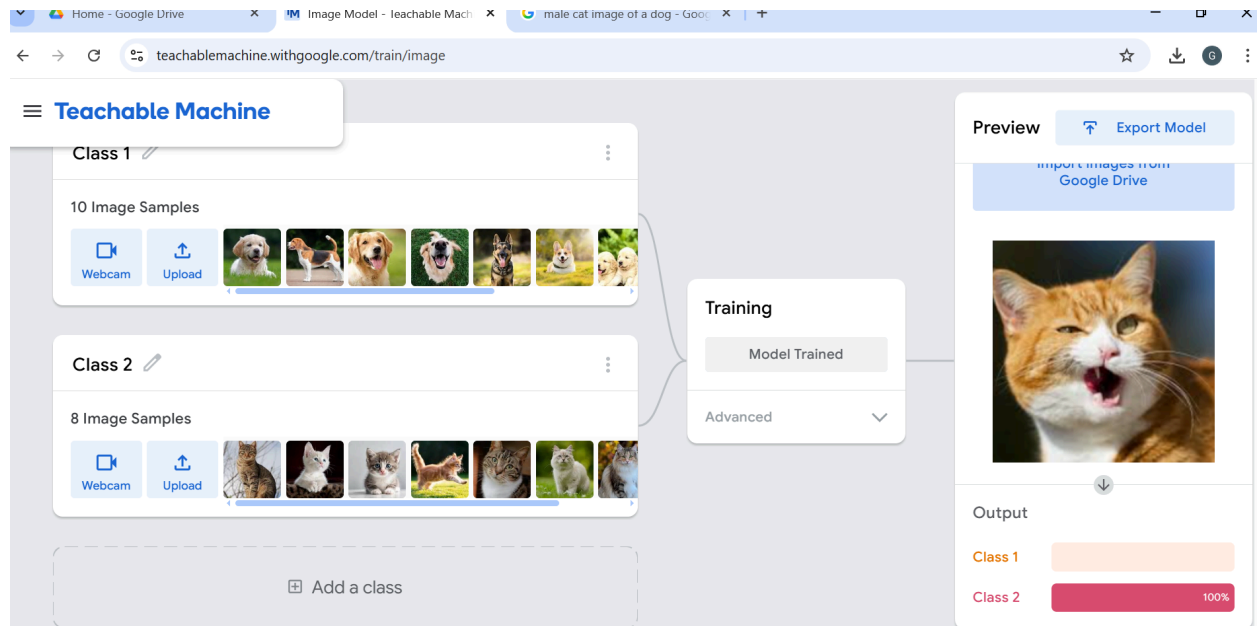 Home - Google Drive
Image Model - Teachable Mach
male cat image of a dog - Goog
teachablemachine.withgoogle.com/train/image
G
Teachable Machine
Class 1
10 Image Samples
Webcam
Upload
Class 2
8 Image Samples
Webcam
Upload
Add a class
Training
Model Trained
Advanced
Preview
Export Model
Import images from
Google Drive
Output
Class 1
Class 2
100%